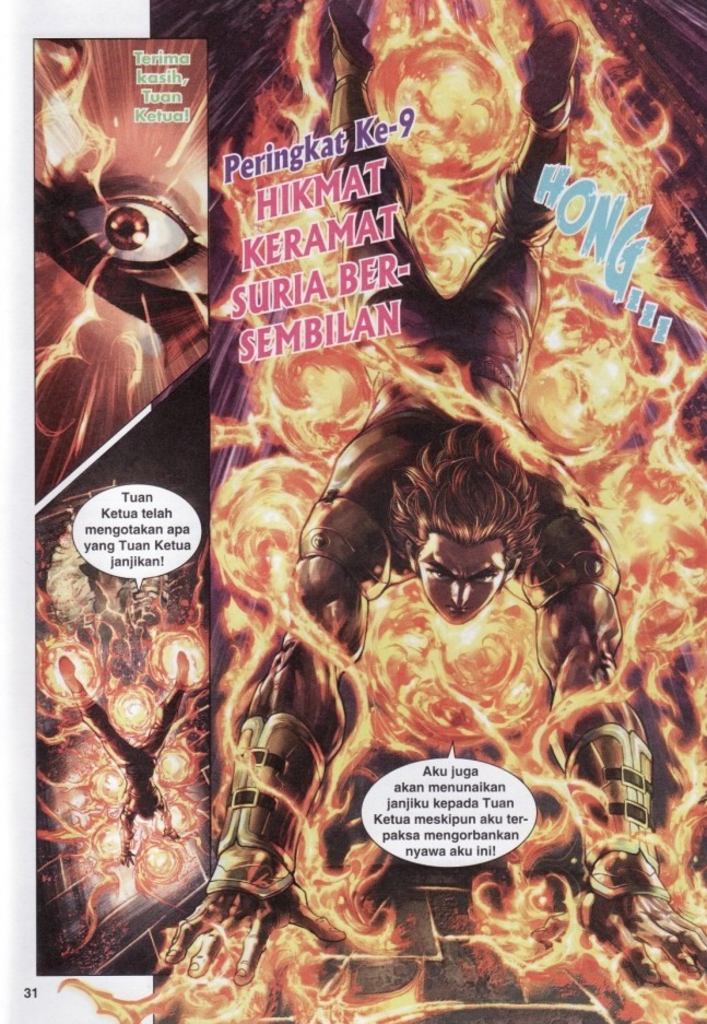 Terima
kasih,
Tuan
Ketua!
Peringkat Ke-9
HIKMAT
KERAMAT
SURIA BER-
SEMBILAN
HONG...
Tuan
Ketua telah
mengotakan apa
yang Tuan Ketua
janjikan!
Aku juga
akan menunaikan
janjiku kepada Tuan
Ketua meskipun aku ter-
paksa mengorbankan
nyawa aku ini!
31